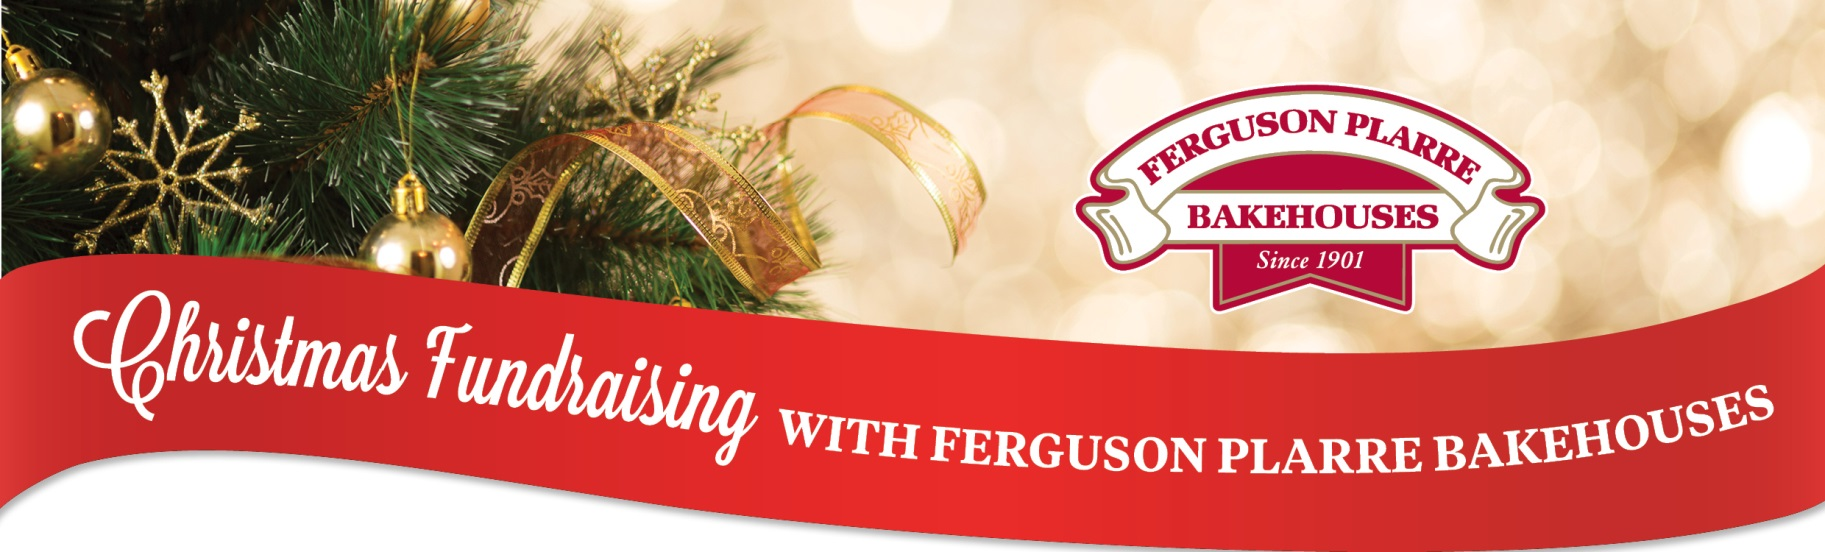 FERGUSON PLARRE
BAKEHOUSES
Since 1901
Christmas Fundraising WITH FERGUSON PLARRE BAKEHOUSES